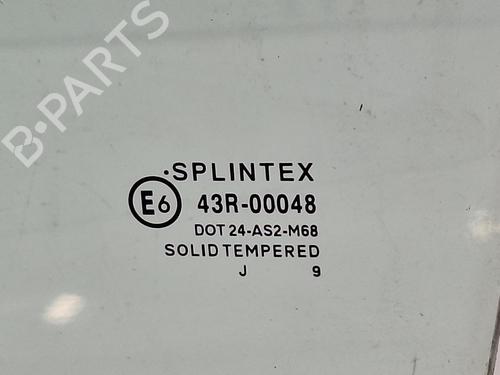 B-PARTS
·SPLINTEX
E6 43R-00048
DOT 24-AS2-M68
SOLID TEMPERED
J 9